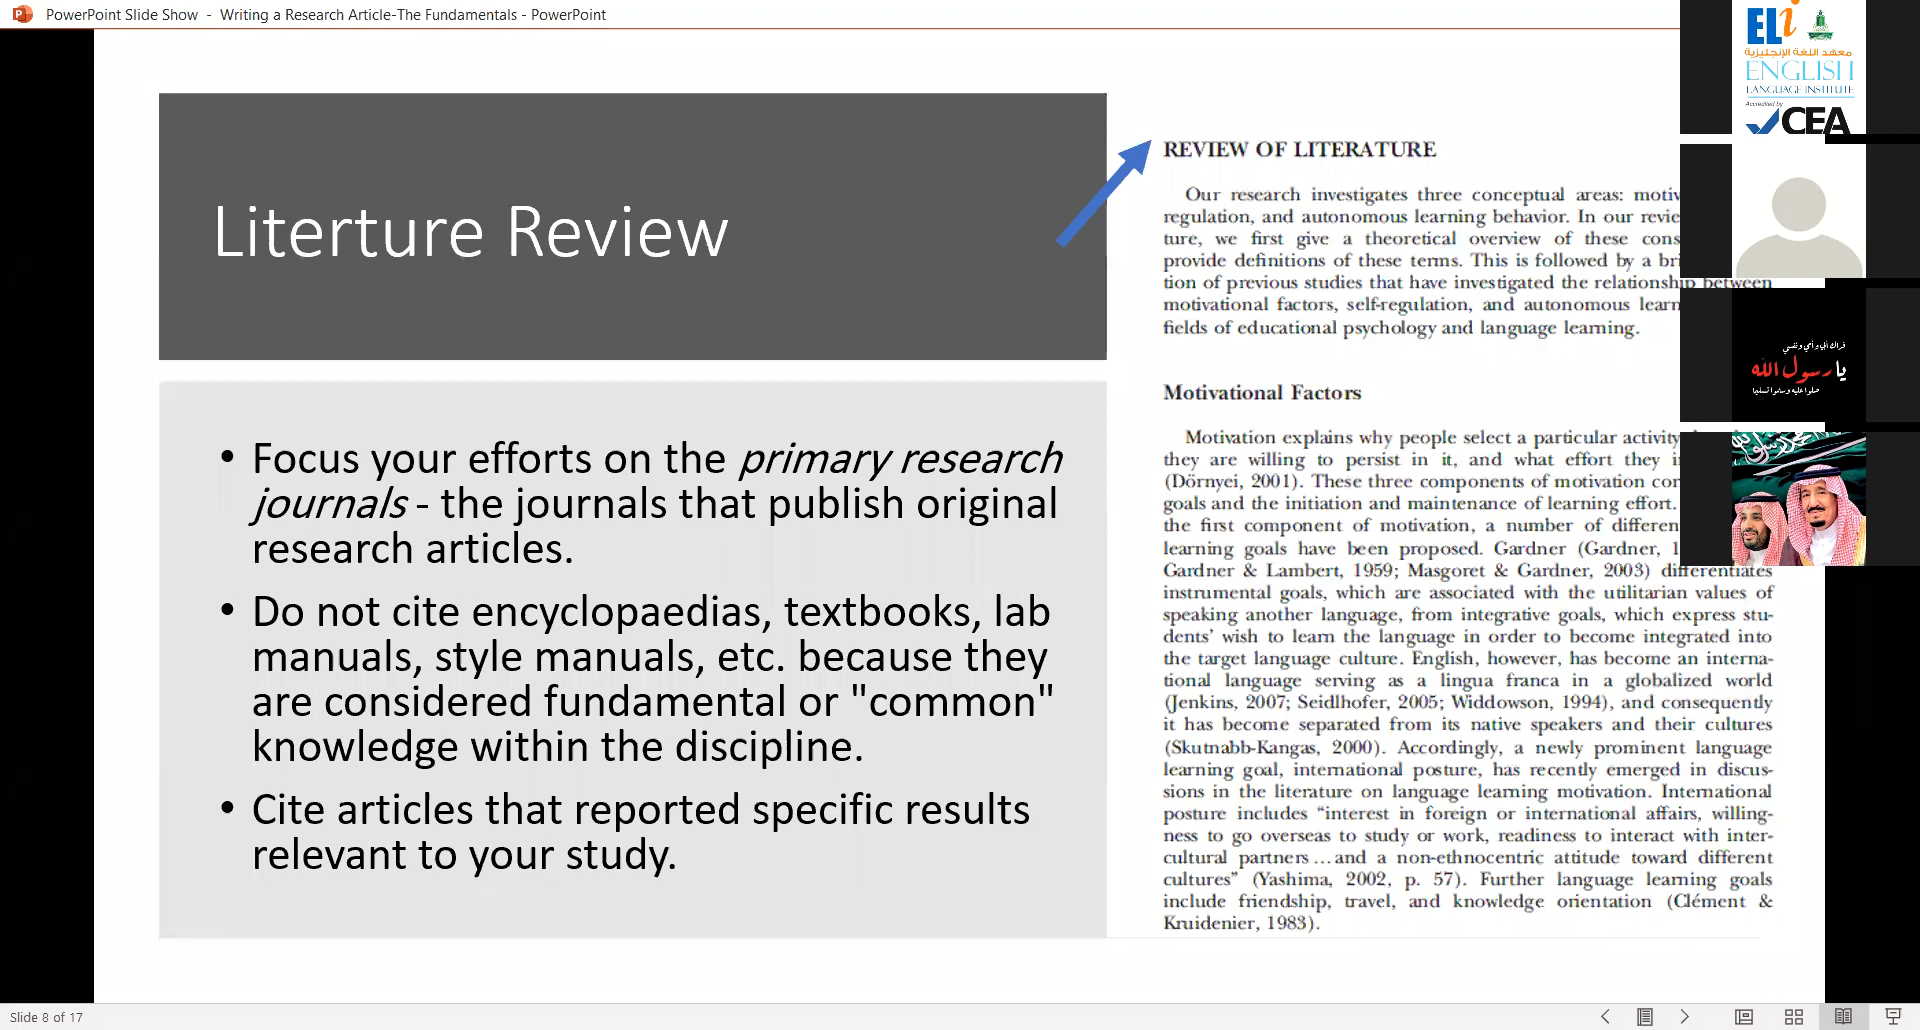 PowerPoint Slide Show - Writing a Research Article-The Fundamentals - PowerPoint
Literture Review
• Focus your efforts on the primary research
journals - the journals that publish original
research articles.
• Do not cite encyclopaedias, textbooks, lab
manuals, style manuals, etc. because they
are considered fundamental or "common"
knowledge within the discipline.
• Cite articles that reported specific results
relevant to your study.
REVIEW OF LITERATURE
Our research investigates three conceptual areas:
regulation, and autonomous learning behavior. In our
ture, we first give a theoretical overview of these
provide definitions of these terms. This is followed by a
tion of previous studies that have investigated the relationship between
motivational factors, self-regulation, and autonomous
fields of educational psychology and language learning.
Motivational Factors
Motivation explains why people select a particular activity
they are willing to persist in it, and what effort they
(Dörnyei, 2001). These three components of motivation
goals and the initiation and maintenance of learning effort.
the first component of motivation, a number of
learning goals have been proposed. Gardner (Gardner,
Gardner & Lambert, 1959; Masgoret & Gardner, 2003) differentiates
instrumental goals, which are associated with the utilitarian values of
speaking another language, from integrative goals, which express stu-
dents’ wish to learn the language in order to become integrated into
the target language culture. English, however, has become an interna-
tional language serving as a lingua franca in a globalized world
(Jenkins, 2007; Seidlhofer, 2005; Widdowson, 1994), and consequently
it has become separated from its native speakers and their cultures
(Skutnabb-Kangas, 2000). Accordingly, a newly prominent language
learning goal, international posture, has recently emerged in discus-
sions in the literature on language learning motivation. International
posture includes “interest in foreign or international affairs, willing-
ness to go overseas to study or work, readiness to interact with inter-
cultural partners ... and a non-ethnocentric attitude toward different
cultures” (Yashima, 2002, p. 57). Further language learning goals
include friendship, travel, and knowledge orientation (Clément &
Kruidenier, 1983).
ELi
معهد اللغة الإنجليزية
ENGLISH
LANGUAGE INSTITUTE
Accredited by
CEA
يا رسول الله
صلوا عليه وسلموا تسليما
Slide 8 of 17